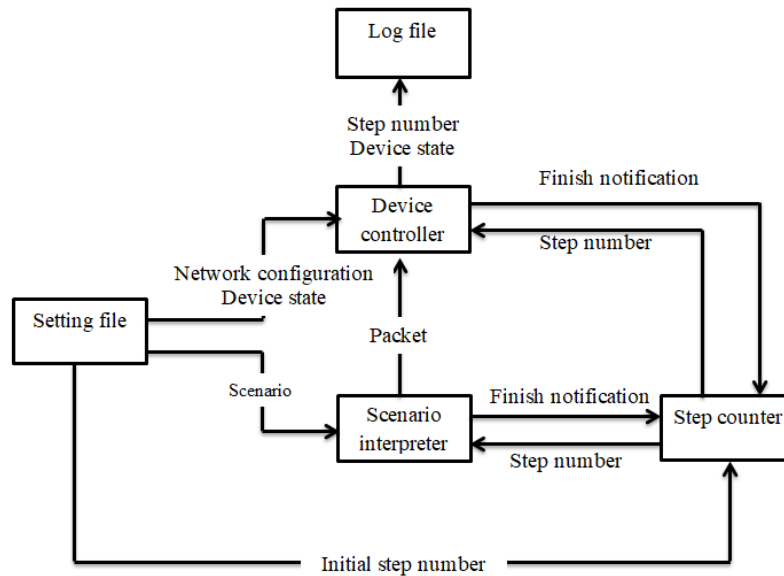 Log file
Step number
Device state
Finish notification
Device
controller
Step number
Network configuration
Device state
Setting file
Packet
Scenario
Finish notification
Scenario
interpreter
Step counter
Step number
Initial step number